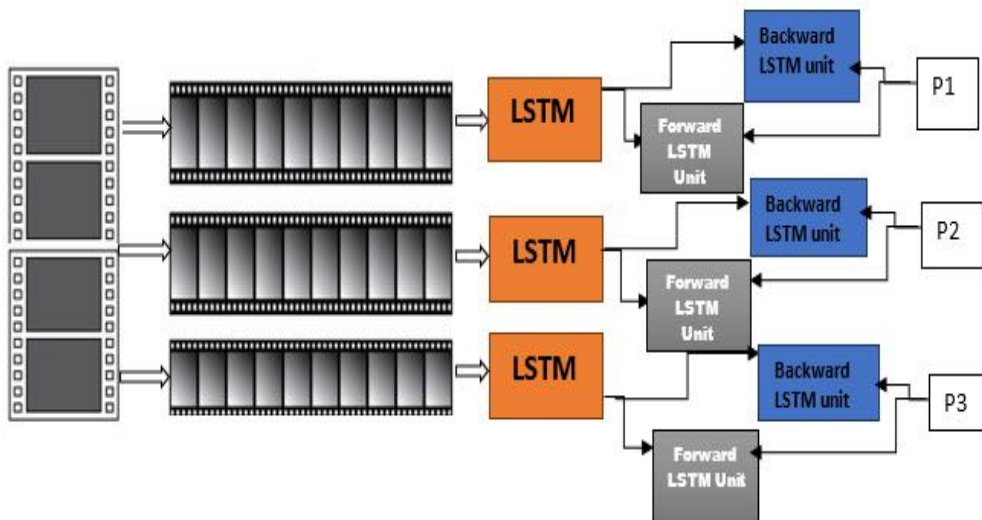 LSTM
Backward
LSTM unit
Forward
LSTM
Unit
P1
LSTM
Backward
LSTM unit
Forward
LSTM
Unit
P2
LSTM
Backward
LSTM unit
Forward
LSTM Unit
P3